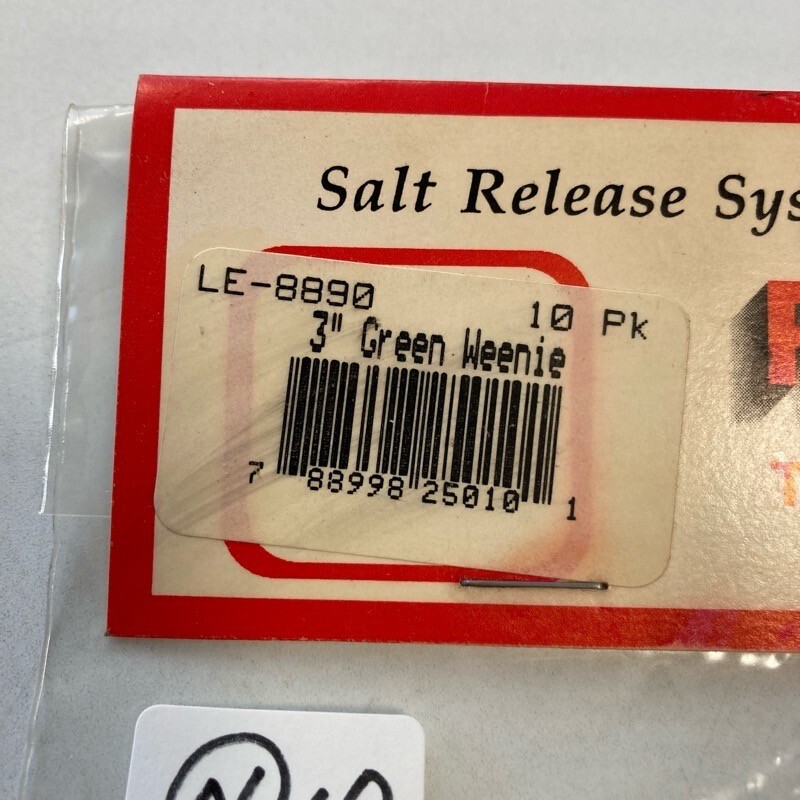 Salt Release Sys
LE-8890
10 Pk
3" Green Weenie
7 88998 25010 1